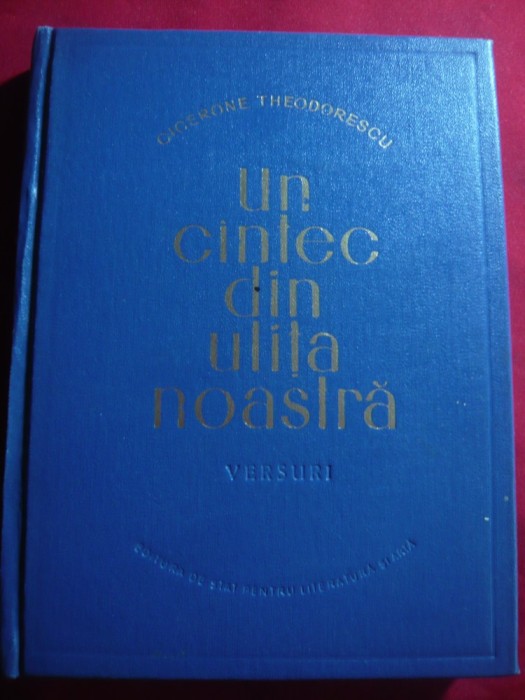 CICERONE THEODORESCU
Un
cîntec
din
ulița
noastră
VERSURI
EDITURA DE STAT PENTRU LITERATURĂ ȘI ARTĂ